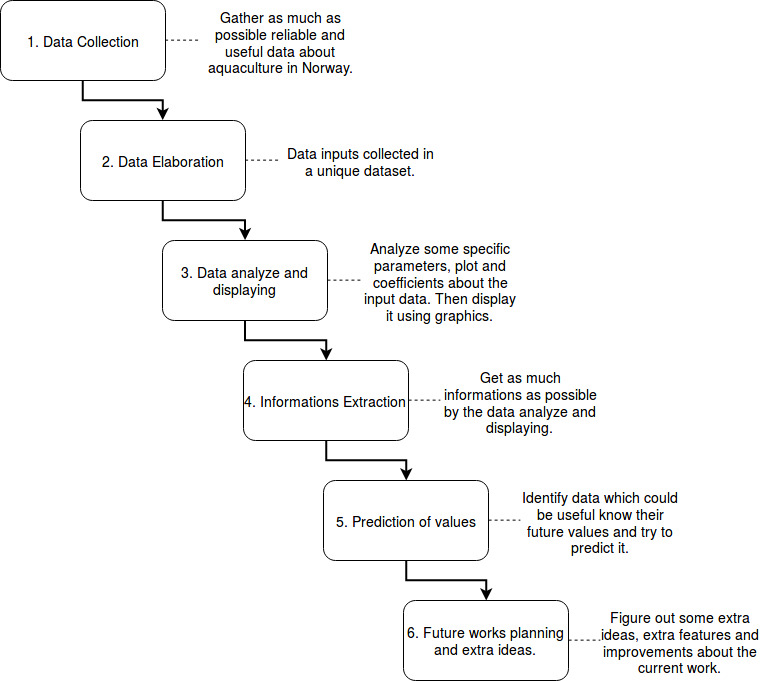 1. Data Collection
Gather as much as
possible reliable and
useful data about
aquaculture in Norway.
2. Data Elaboration
Data inputs collected in
a unique dataset.
3. Data analyze and
displaying
Analyze some specific
parameters, plot and
coefficients about the
input data. Then display
it using graphics.
4. Informations Extraction
Get as much
informations as possible
by the data analyze and
displaying.
5. Prediction of values
Identify data which could
be useful know their
future values and try to
predict it.
6. Future works planning
and extra ideas.
Figure out some extra
ideas, extra features and
improvements about the
current work.